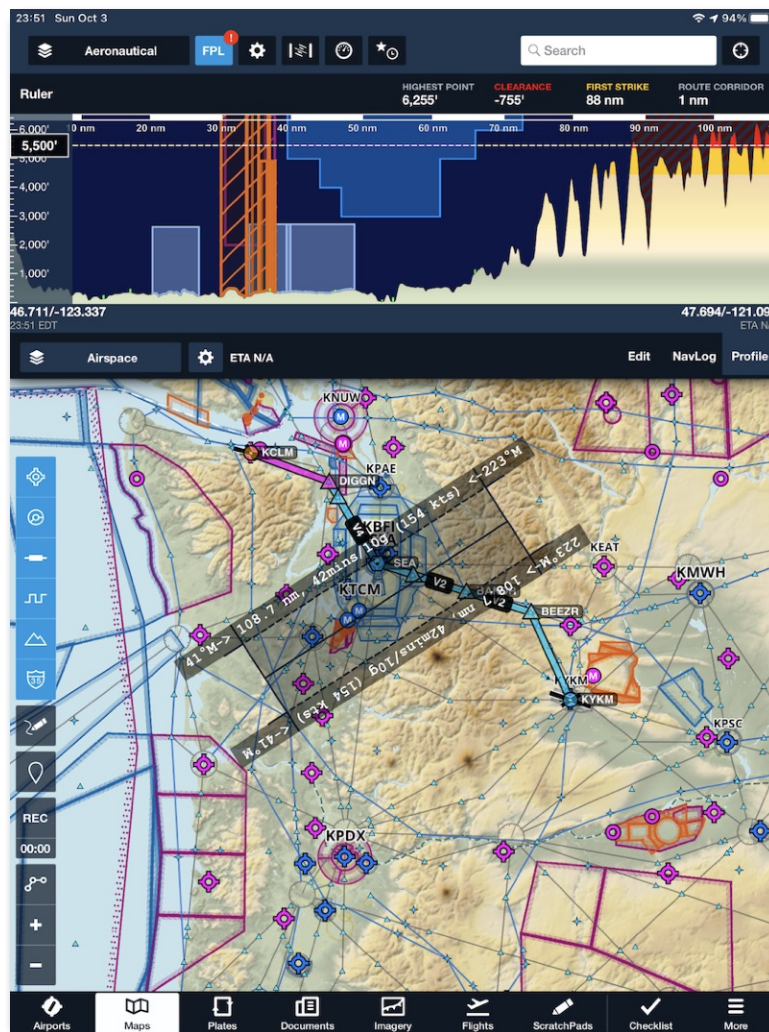 23:51 Sun Oct 3
94%
Aeronautical
FPL
!
Search
Ruler
HIGHEST POINT
6,255'
CLEARANCE
-755'
FIRST STRIKE
88 nm
ROUTE CORRIDOR
1 nm
6,000' 10 nm 20 nm 30 nm 40 nm 50 nm 60 nm 70 nm 80 nm 90 nm 100 nm
5,500'
5,000'
4,000'
3,000'
2,000'
1,000'
46.711/-123.337
23:51 EDT
47.694/-121.09
ETA N/
Airspace
ETA N/A
Edit NavLog Profile
KNUW
M
M
KCLM
KPAE
DIGGN
V4
KBFI
SEA
KTCM
M M
V2
V2
BEEZR
KEAT
KMWH
M
KYKM
KYKM
KPSC
KPDX
41°M-> 108.7 nm, 42mins/10g (154 kts) <-223°M
223°M-> 108.7 nm, 42mins/10g (154 kts) <-41°M
35
REC
00:00
+
−
Airports Maps Plates Documents Imagery Flights ScratchPads Checklist More